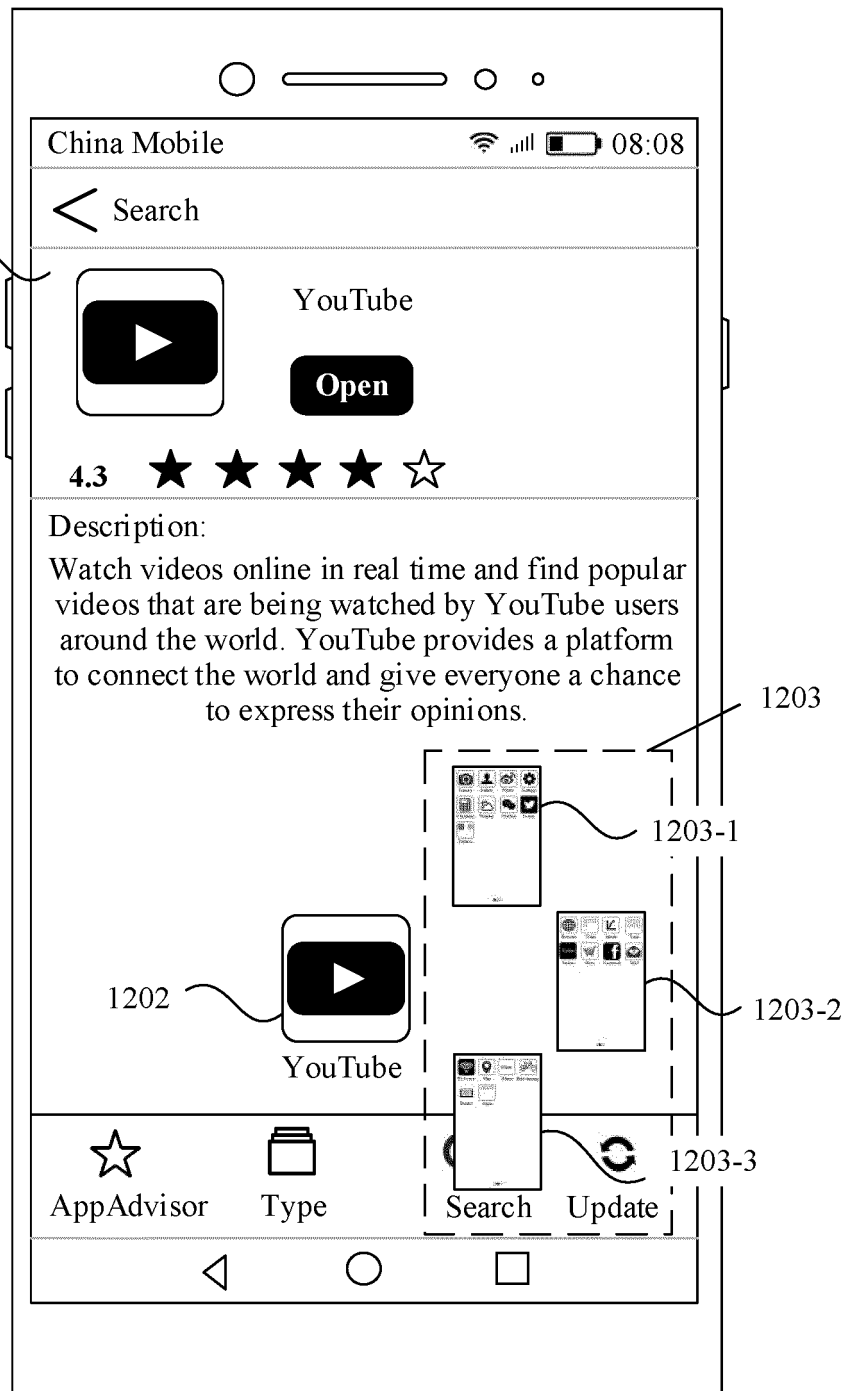 China Mobile 08:08
Search
YouTube
Open
4.3
Description:
Watch videos online in real time and find popular
videos that are being watched by YouTube users
around the world. YouTube provides a platform
to connect the world and give everyone a chance
to express their opinions.
1203
1203-1
1202
1203-2
YouTube
1203-3
AppAdvisor Type Search Update